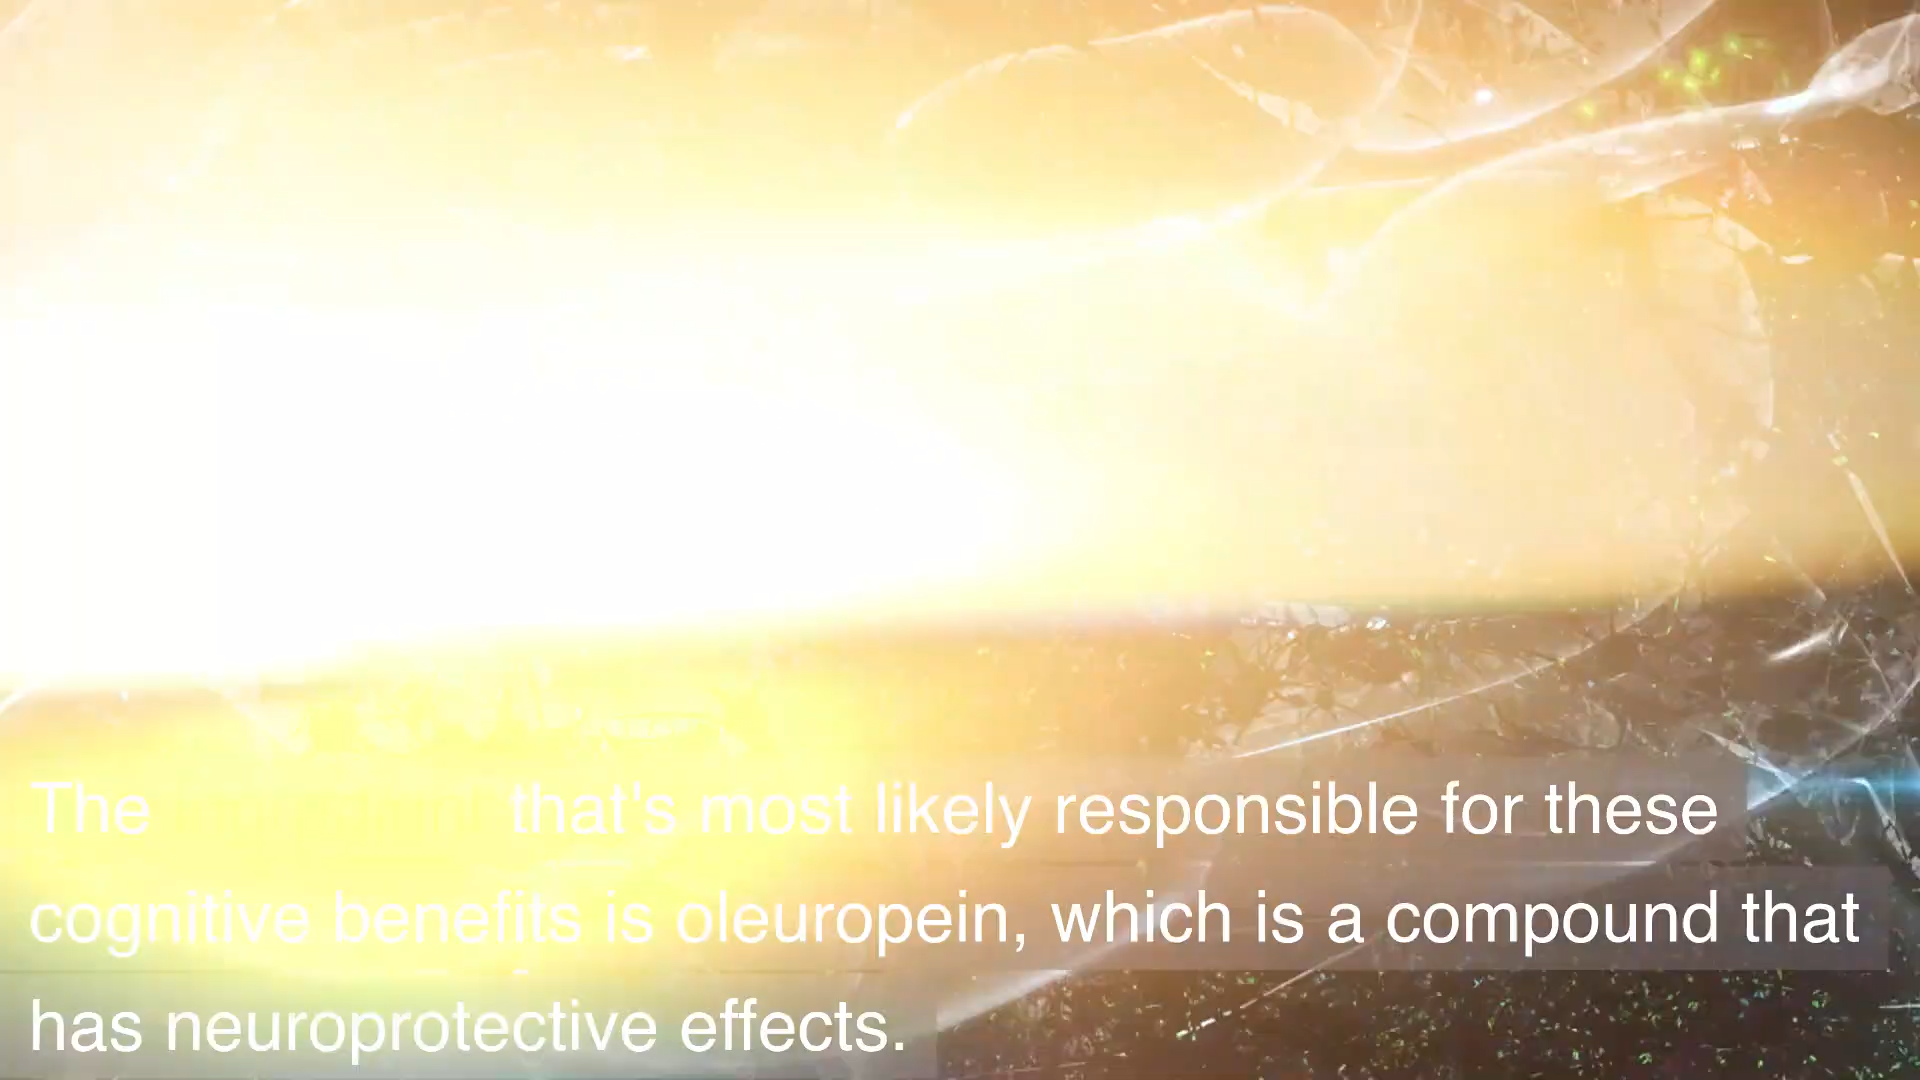 The that's most likely responsible for these
cognitive benefits is oleuropein, which is a compound that
has neuroprotective effects.